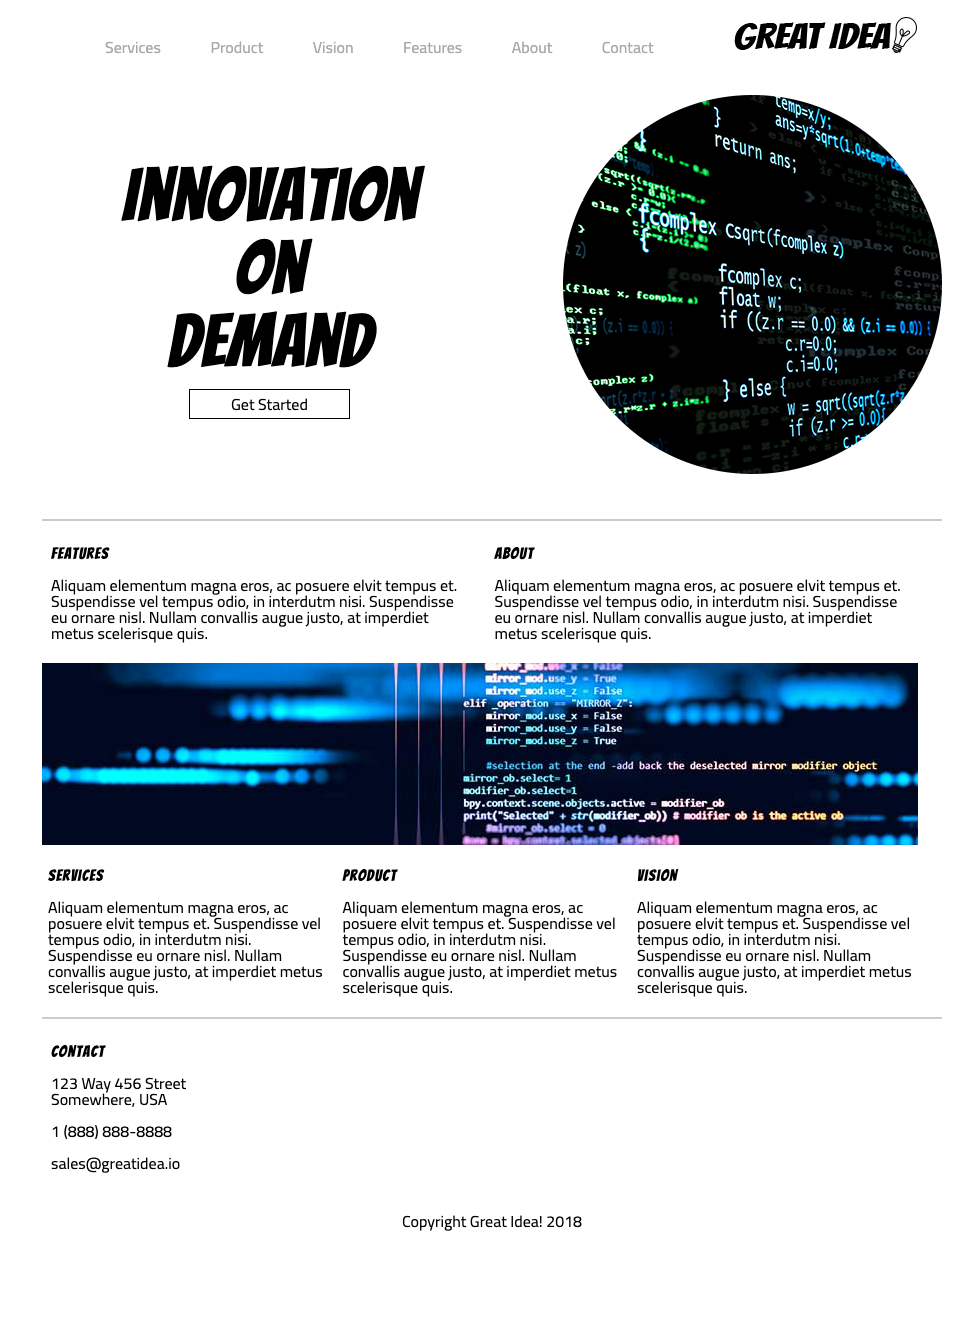 Services Product Vision Features About Contact
GREAT IDEA
INNOVATION
ON
DEMAND
Get Started
temp=x/y;
ans=y*sqrt(1.0+temp*temp
}
return ans;
}
fcomplex Csqrt(fcomplex z)
{
fcomplex c;
float w;
if ((z.r == 0.0) && (z.i == 0.0)) {
c.r=0.0;
c.i=0.0;
} else {
w = sqrt((sqrt(z.r*z
if (z.r >= 0.0){
FEATURES
Aliquam elementum magna eros, ac posuere elvit tempus et.
Suspendisse vel tempus odio, in interdutm nisi. Suspendisse
eu ornare nisl. Nullam convallis augue justo, at imperdiet
metus scelerisque quis.
ABOUT
Aliquam elementum magna eros, ac posuere elvit tempus et.
Suspendisse vel tempus odio, in interdutm nisi. Suspendisse
eu ornare nisl. Nullam convallis augue justo, at imperdiet
metus scelerisque quis.
mirror_mod.use_x = False
mirror_mod.use_y = True
mirror_mod.use_z = False
elif _operation == "MIRROR_Z":
mirror_mod.use_x = False
mirror_mod.use_y = False
mirror_mod.use_z = True
#selection at the end -add back the deselected mirror modifier object
mirror_ob.select= 1
modifier_ob.select=1
bpy.context.scene.objects.active = modifier_ob
print("Selected" + str(modifier_ob)) # modifier ob is the active ob
#mirror_ob.select = 0
SERVICES
Aliquam elementum magna eros, ac
posuere elvit tempus et. Suspendisse vel
tempus odio, in interdutm nisi.
Suspendisse eu ornare nisl. Nullam
convallis augue justo, at imperdiet metus
scelerisque quis.
PRODUCT
Aliquam elementum magna eros, ac
posuere elvit tempus et. Suspendisse vel
tempus odio, in interdutm nisi.
Suspendisse eu ornare nisl. Nullam
convallis augue justo, at imperdiet metus
scelerisque quis.
VISION
Aliquam elementum magna eros, ac
posuere elvit tempus et. Suspendisse vel
tempus odio, in interdutm nisi.
Suspendisse eu ornare nisl. Nullam
convallis augue justo, at imperdiet metus
scelerisque quis.
CONTACT
123 Way 456 Street
Somewhere, USA
1 (888) 888-8888
sales@greatidea.io
Copyright Great Idea! 2018